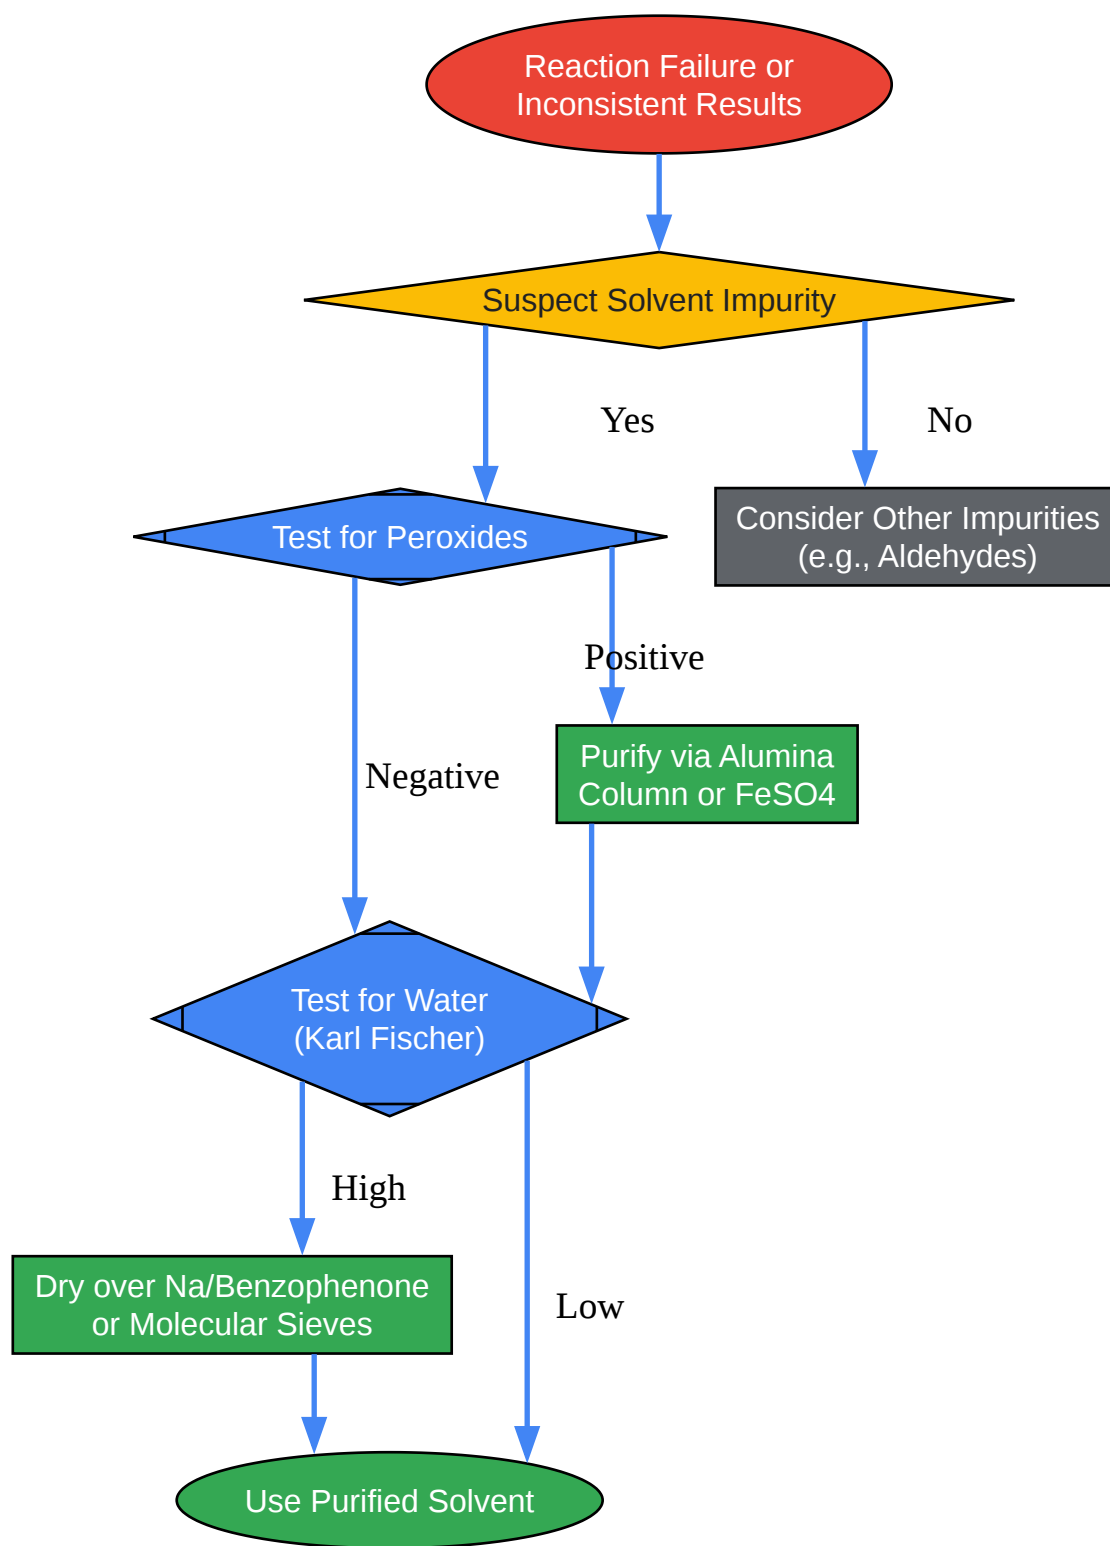 Reaction Failure or
Inconsistent Results
Suspect Solvent Impurity
Yes
No
Test for Peroxides
Consider Other Impurities
(e.g., Aldehydes)
Positive
Purify via Alumina
Column or FeSO4
Negative
Test for Water
(Karl Fischer)
High
Dry over Na/Benzophenone
or Molecular Sieves
Low
Use Purified Solvent